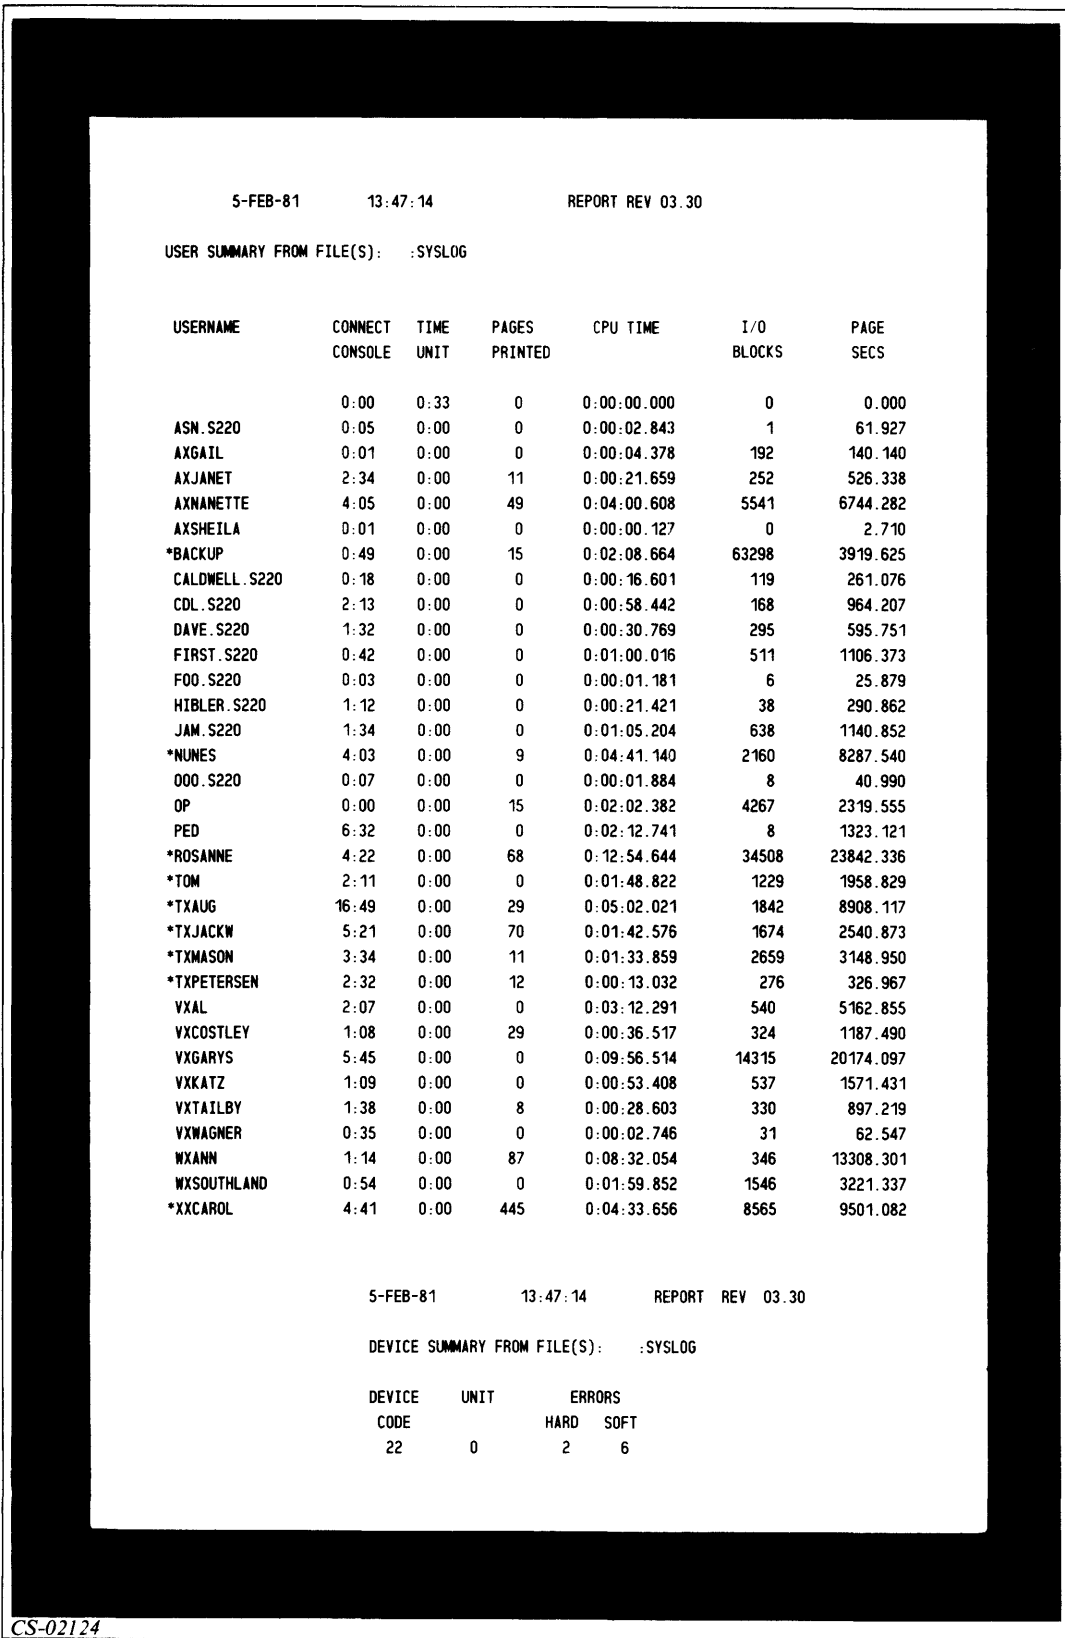 5-FEB-81 13:47:14 REPORT REV 03.30
USER SUMMARY FROM FILE(S): :SYSLOG
USERNAME CONNECT TIME PAGES CPU TIME I/O PAGE
CONSOLE UNIT PRINTED BLOCKS SECS
0:00 0:33 0 0:00:00.000 0 0.000
ASN.S220 0:05 0:00 0 0:00:02.843 1 61.927
AXGAIL 0:01 0:00 0 0:00:04.378 192 140.140
AXJANET 2:34 0:00 11 0:00:21.659 252 526.338
AXNANETTE 4:05 0:00 49 0:04:00.608 5541 6744.282
AXSHEILA 0:01 0:00 0 0:00:00.127 0 2.710
*BACKUP 0:49 0:00 15 0:02:08.664 63298 3919.625
CALDWELL.S220 0:18 0:00 0 0:00:16.601 119 261.076
CDL.S220 2:13 0:00 0 0:00:58.442 168 964.207
DAVE.S220 1:32 0:00 0 0:00:30.769 295 595.751
FIRST.S220 0:42 0:00 0 0:01:00.016 511 1106.373
FOO.S220 0:03 0:00 0 0:00:01.181 6 25.879
HIBLER.S220 1:12 0:00 0 0:00:21.421 38 290.862
JAM.S220 1:34 0:00 0 0:01:05.204 638 1140.852
*NUNES 4:03 0:00 9 0:04:41.140 2160 8287.540
OOO.S220 0:07 0:00 0 0:00:01.884 8 40.990
OP 0:00 0:00 15 0:02:02.382 4267 2319.555
PED 6:32 0:00 0 0:02:12.741 8 1323.121
*ROSANNE 4:22 0:00 68 0:12:54.644 34508 23842.336
*TOM 2:11 0:00 0 0:01:48.822 1229 1958.829
*TXAUG 16:49 0:00 29 0:05:02.021 1842 8908.117
*TXJACKW 5:21 0:00 70 0:01:42.576 1674 2540.873
*TXMASON 3:34 0:00 11 0:01:33.859 2659 3148.950
*TXPETERSEN 2:32 0:00 12 0:00:13.032 276 326.967
VXAL 2:07 0:00 0 0:03:12.291 540 5162.855
VXCOSTLEY 1:08 0:00 29 0:00:36.517 324 1187.490
VXGARYS 5:45 0:00 0 0:09:56.514 14315 20174.097
VXKATZ 1:09 0:00 0 0:00:53.408 537 1571.431
VXTAILBY 1:38 0:00 8 0:00:28.603 330 897.219
VXWAGNER 0:35 0:00 0 0:00:02.746 31 62.547
WXANN 1:14 0:00 87 0:08:32.054 346 13308.301
WXSOUTHLAND 0:54 0:00 0 0:01:59.852 1546 3221.337
*XXCAROL 4:41 0:00 445 0:04:33.656 8565 9501.082
5-FEB-81 13:47:14 REPORT REV 03.30
DEVICE SUMMARY FROM FILE(S): :SYSLOG
DEVICE UNIT ERRORS
CODE HARD SOFT
22 0 2 6
CS-02124